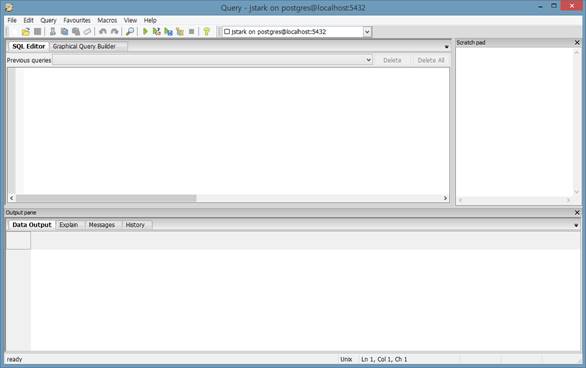 Query - jstark on postgres@localhost:5432
File Edit Query Favourites Macros View Help
jstark on postgres@localhost:5432
SQL Editor Graphical Query Builder
Scratch pad
Previous queries Delete Delete All
Output pane
Data Output Explain Messages History
ready Unix Ln 1, Col 1, Ch 1